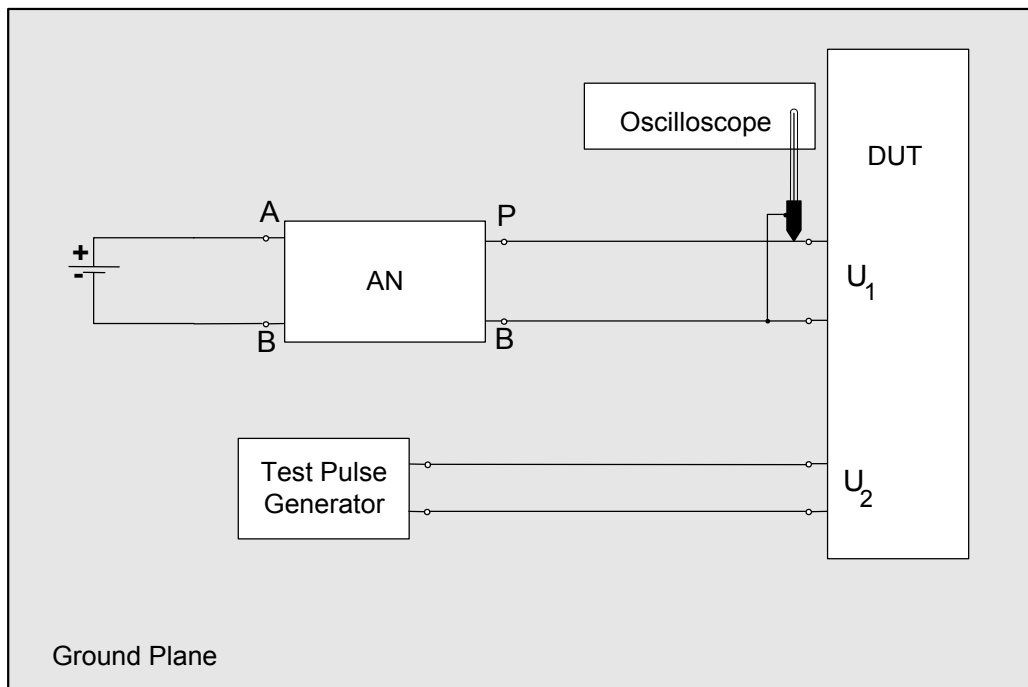 Oscilloscope
DUT
A
P
+
-
AN
U1
B
B
Test Pulse
Generator
U2
Ground Plane